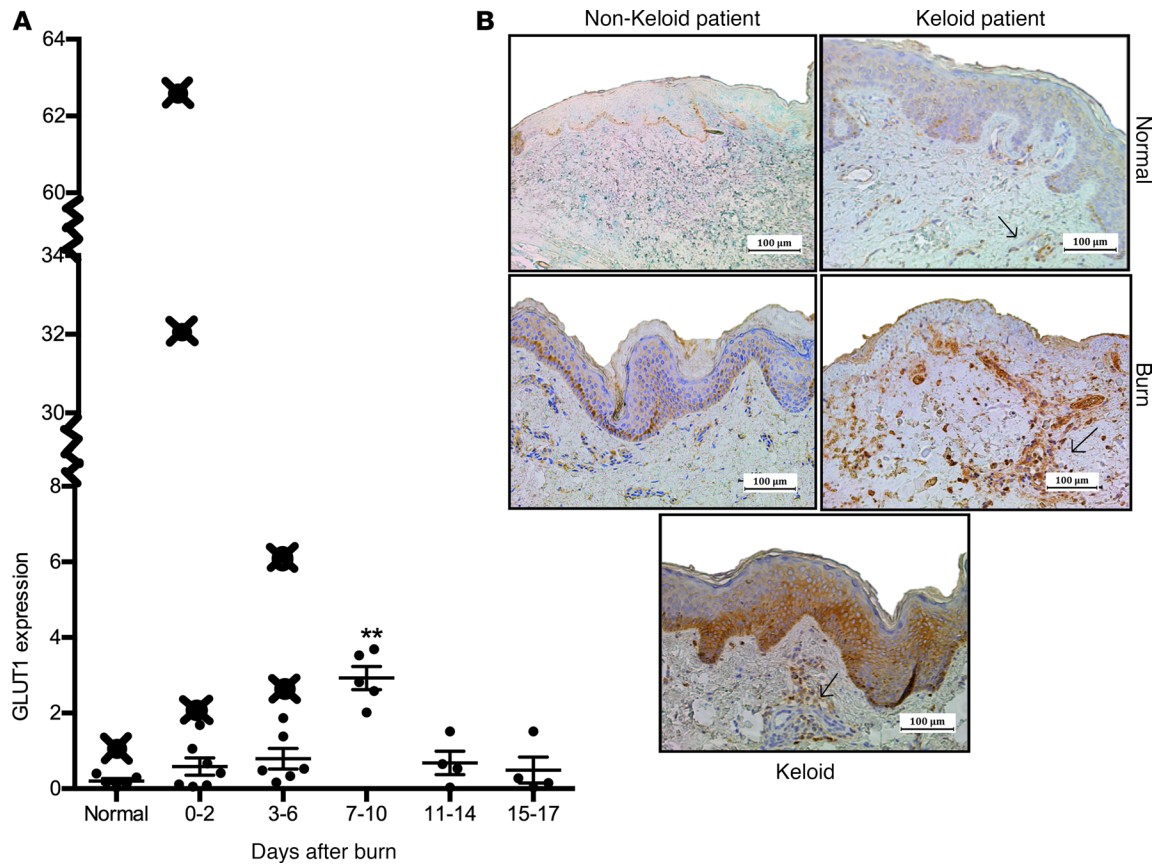 A
64
62
60
34
32
30
8
6
4
2
0
GLUT1 expression
**
Normal
0-2
3-6
7-10
11-14
15-17
Days after burn
B
Non-Keloid patient
Keloid patient
Normal
100 µm
100 µm
Burn
100 µm
100 µm
100 µm
Keloid